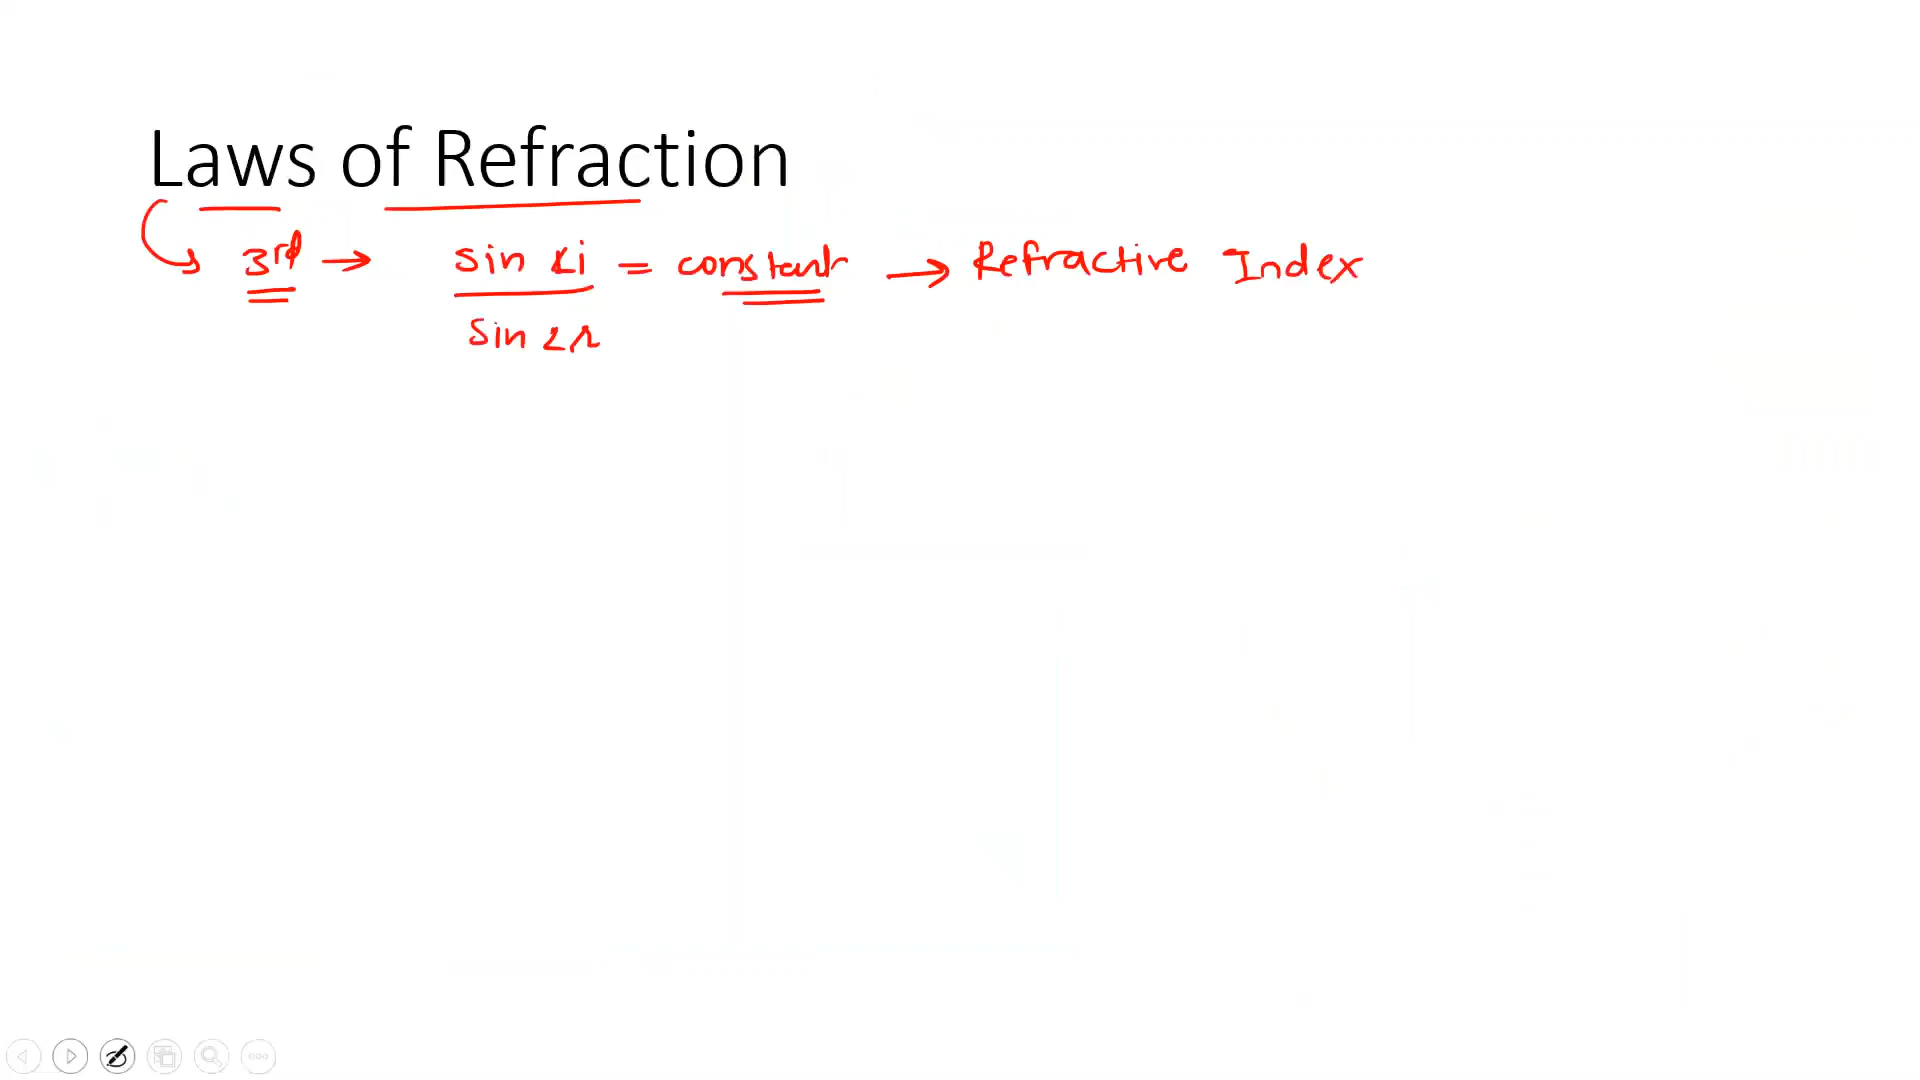 Laws of Refraction
3rd → sin ∠i = constant → Refractive Index
sin ∠r